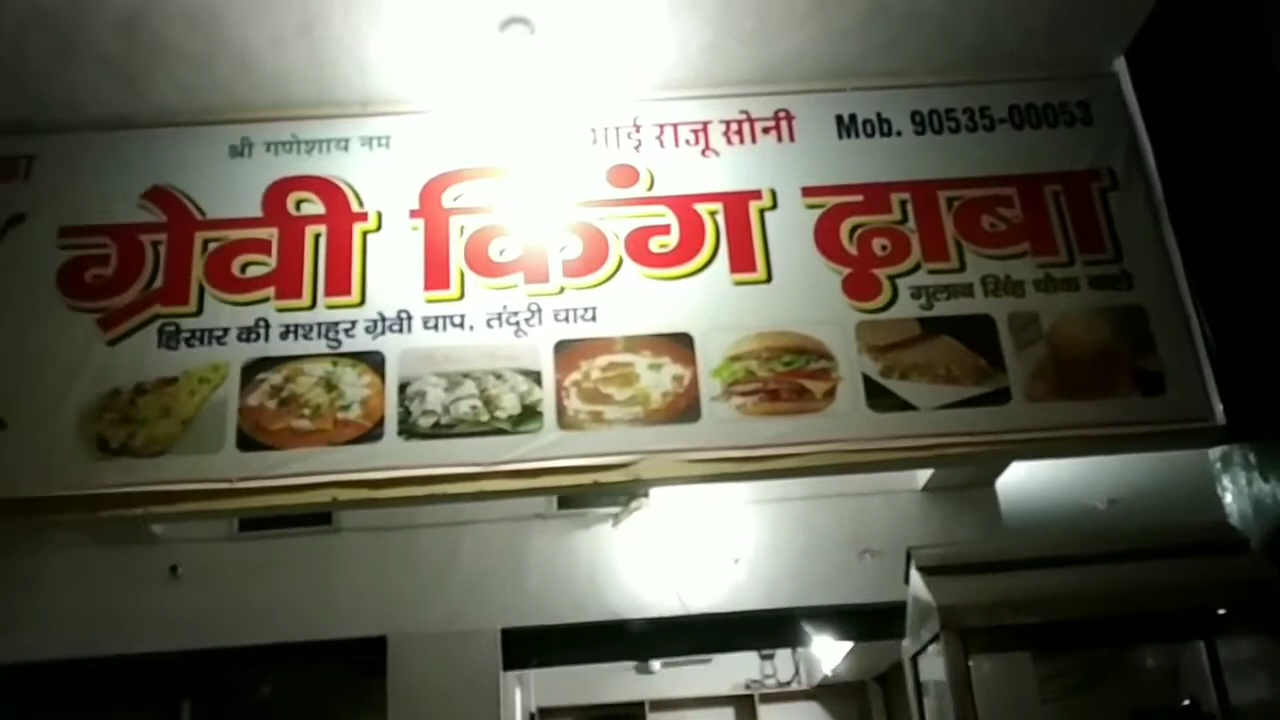 श्री गणेशाय नम
भाई राजू सोनी
Mob. 90535-00053
ग्रेवी किंग ढ़ाबा
गुलाब सिंह चौक वाले
हिसार की मशहुर ग्रेवी चाप, तंदूरी चाय